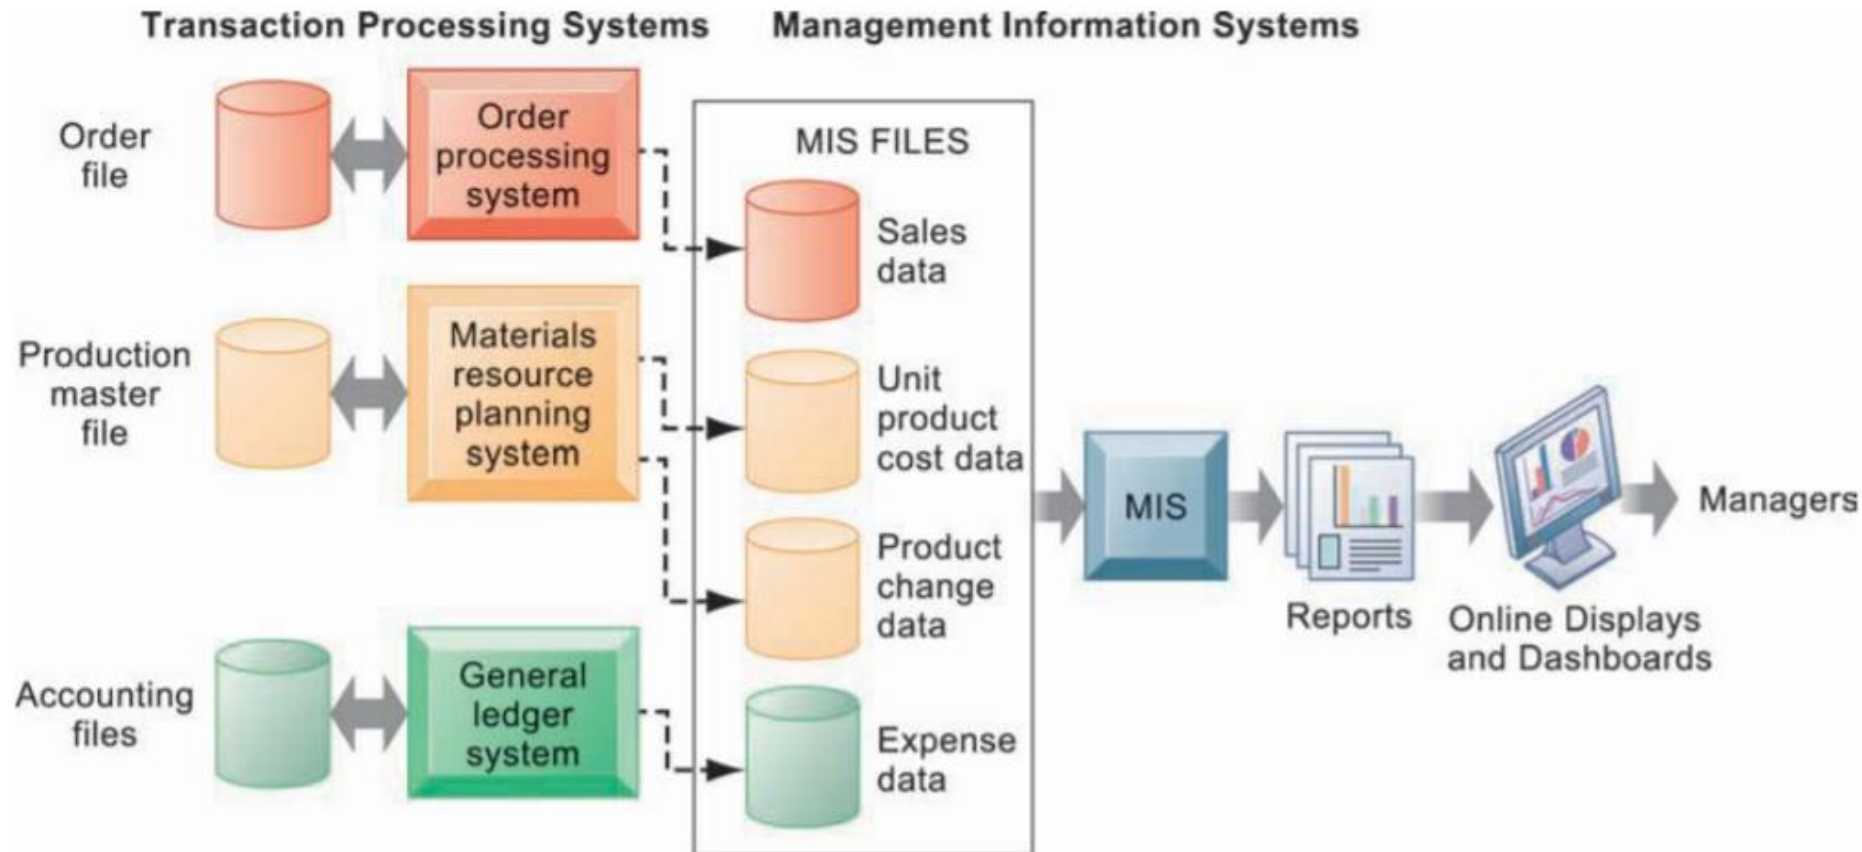 Transaction Processing Systems
Management Information Systems
Order
file
Order
processing
system
Production
master
file
Materials
resource
planning
system
Accounting
files
General
ledger
system
MIS FILES
Sales
data
Unit
product
cost data
Product
change
data
Expense
data
MIS
Reports
Online Displays
and Dashboards
Managers